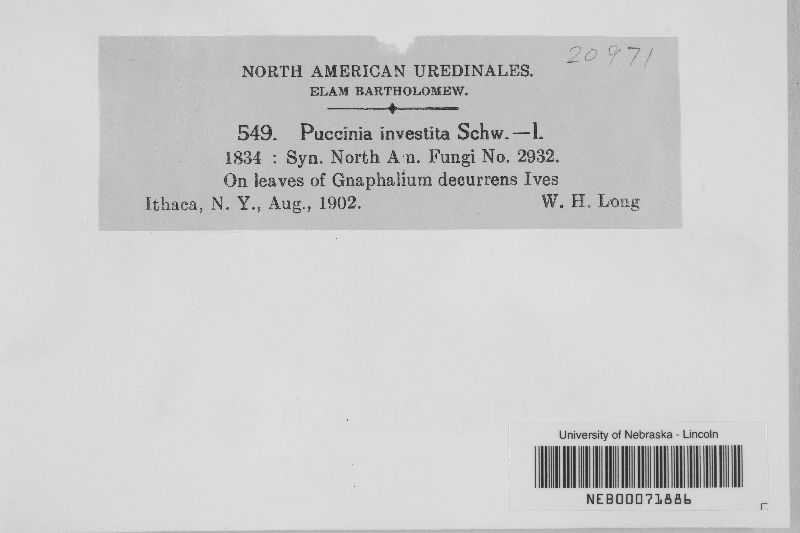 20971
NORTH AMERICAN UREDINALES.
ELAM BARTHOLOMEW.
549. Puccinia investita Schw.—I.
1834 : Syn. North Am. Fungi No. 2932.
On leaves of Gnaphalium decurrens Ives
Ithaca, N. Y., Aug., 1902. W. H. Long
University of Nebraska - Lincoln
NEB00071886